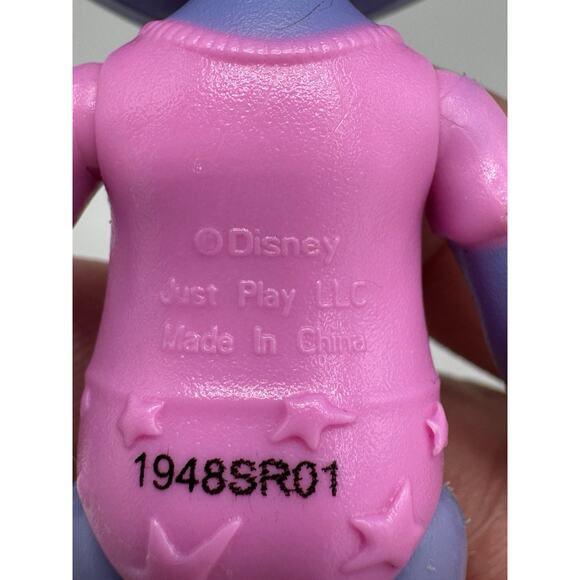 © Disney
Just Play LLC
Made In China
1948SR01